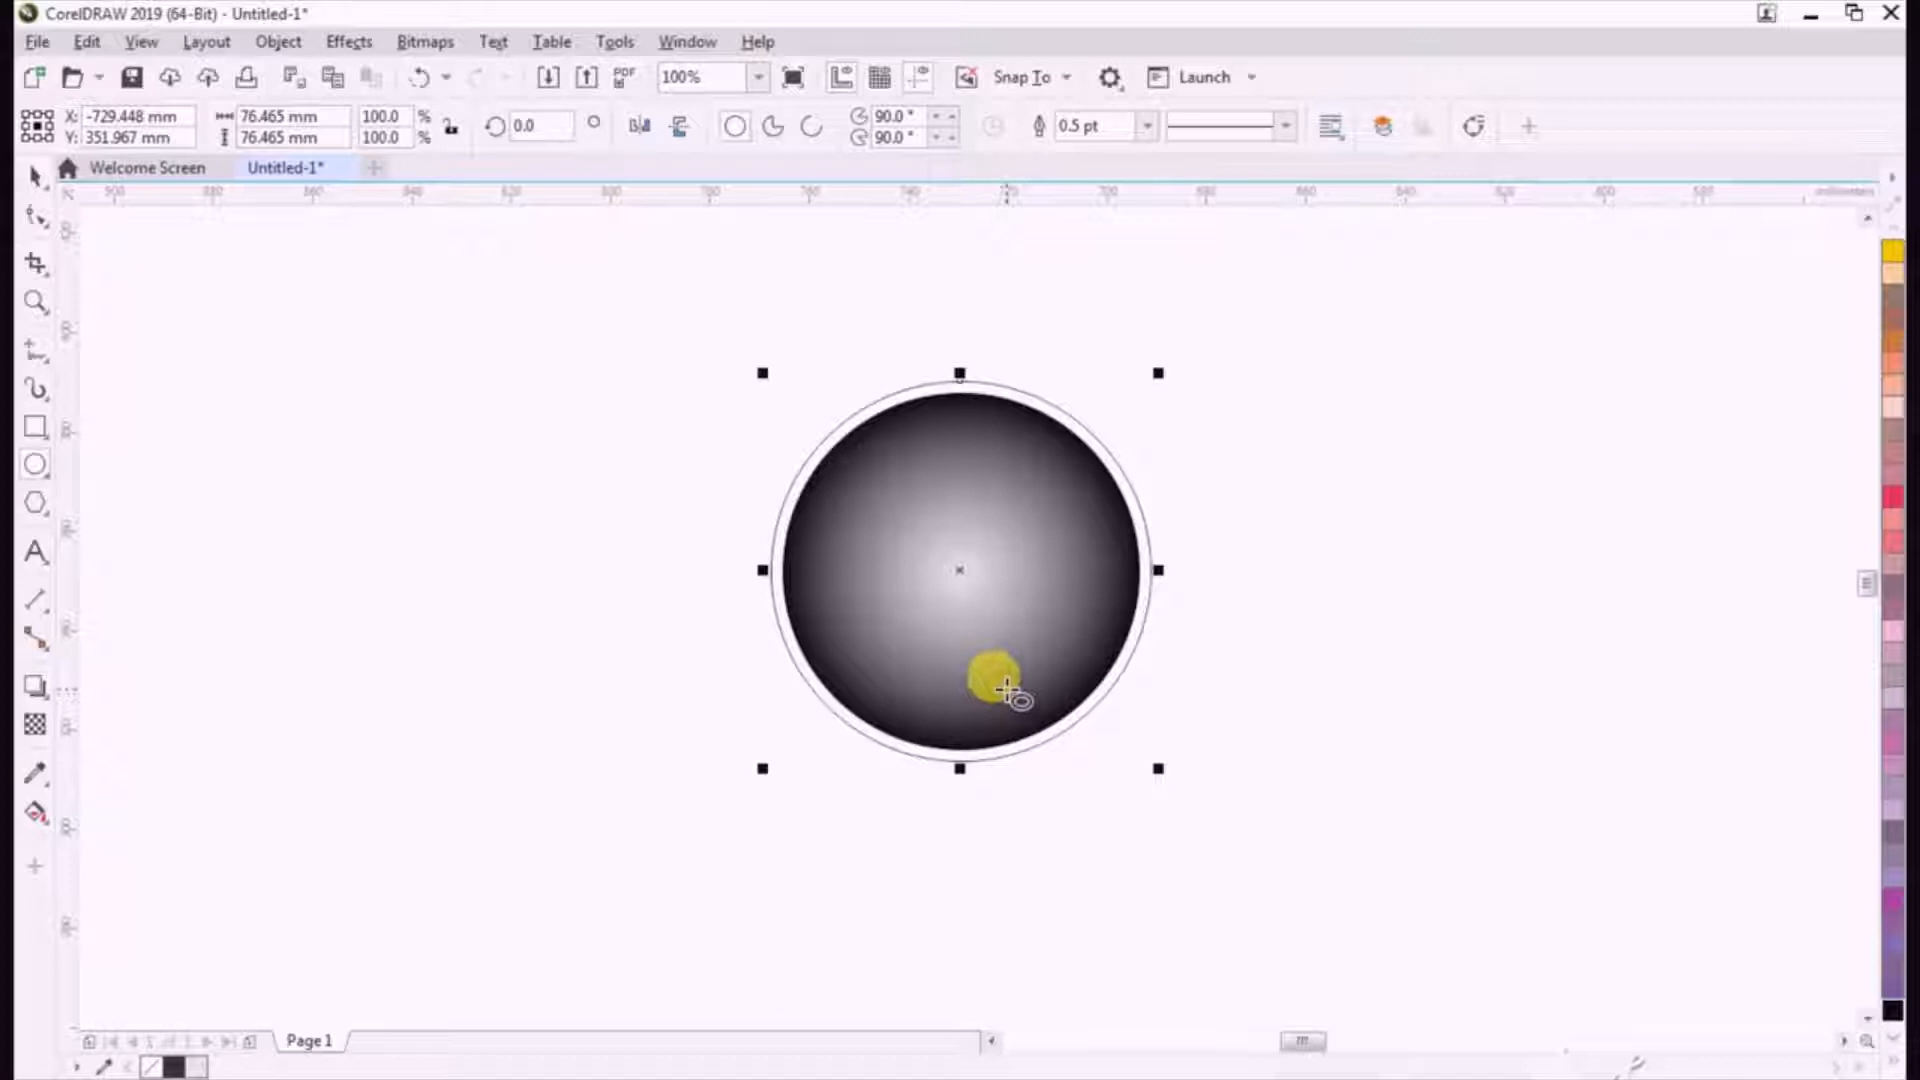 CorelDRAW 2019 (64-Bit) - Untitled-1*
File Edit View Layout Object Effects Bitmaps Text Table Tools Window Help
PDF 100% Snap To Launch
X: -729.448 mm 76.465 mm 100.0 % 0.0 90.0 ° 0.5 pt
Y: 351.967 mm 76.465 mm 100.0 % 90.0 °
Welcome Screen Untitled-1*
millimeters
Page 1